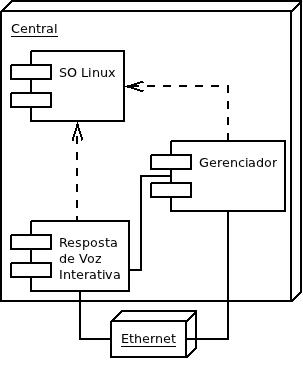 Central
SO Linux
Gerenciador
Resposta
de Voz
Interativa
Ethernet